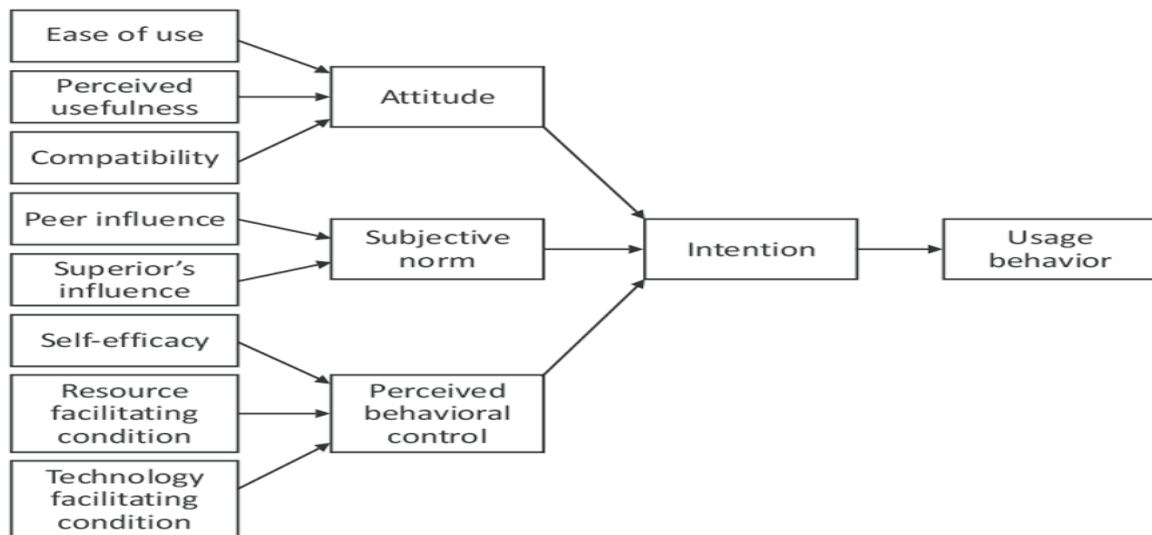 Ease of use
Perceived
usefulness
Compatibility
Peer influence
Superior's
influence
Self-efficacy
Resource
facilitating
condition
Technology
facilitating
condition
Attitude
Subjective
norm
Perceived
behavioral
control
Intention
Usage
behavior